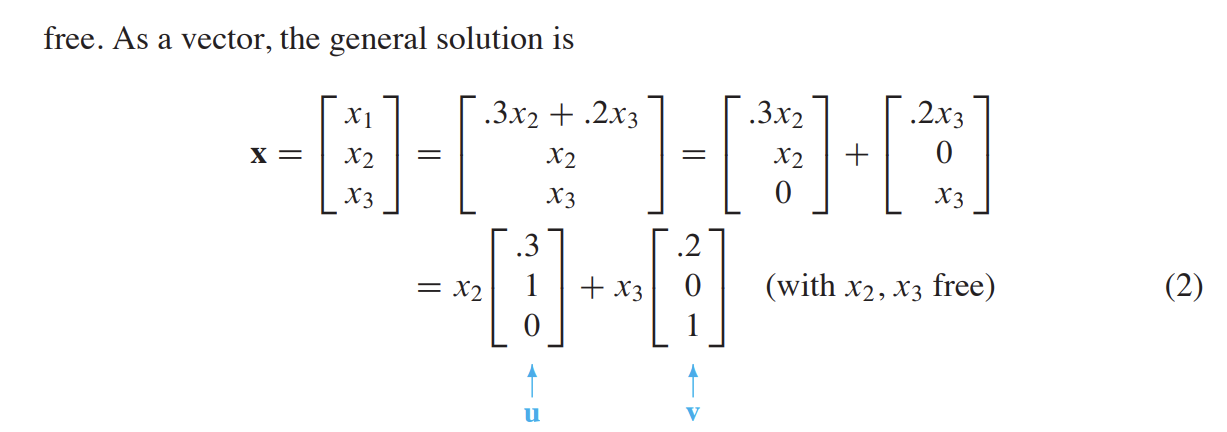 free. As a vector, the general solution is
x = [x₁; x₂; x₃] = [.3x₂ + .2x₃; x₂; x₃] = [.3x₂; x₂; 0] + [.2x₃; 0; x₃]
= x₂ [.3; 1; 0] + x₃ [.2; 0; 1] (with x₂, x₃ free) (2)
u v